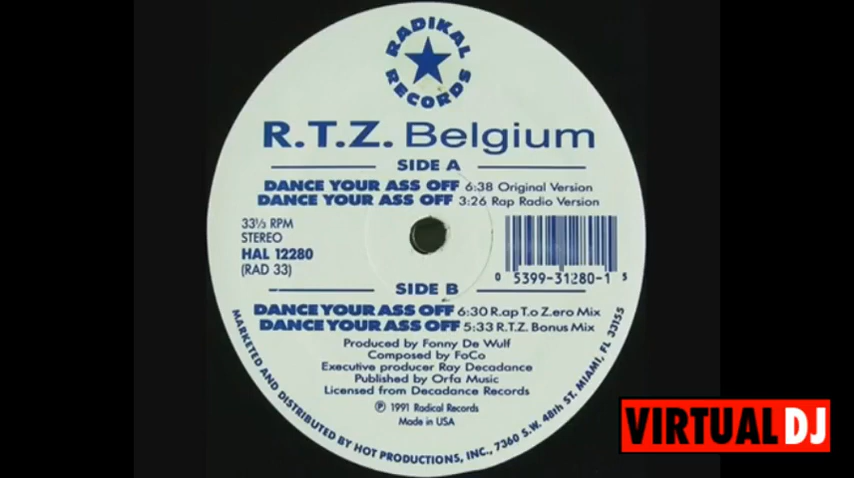 RADIKAL
RECORDS
R.T.Z. Belgium
SIDE A
DANCE YOUR ASS OFF 6:38 Original Version
DANCE YOUR ASS OFF 3:26 Rap Radio Version
33⅓ RPM
STEREO
HAL 12280
(RAD 33)
0 5399-31280-1 5
SIDE B
DANCE YOUR ASS OFF 6:30 R.ap T.o Z.ero Mix
DANCE YOUR ASS OFF 5:33 R.T.Z. Bonus Mix
Produced by Fonny De Wulf
Composed by FoCo
Executive producer Ray Decadance
Published by Orfa Music
Licensed from Decadance Records
℗ 1991 Radical Records
Made in USA
MARKETED AND DISTRIBUTED BY HOT PRODUCTIONS, INC., 7360 S.W. 48th ST. MIAMI, FL 33155
VIRTUAL DJ